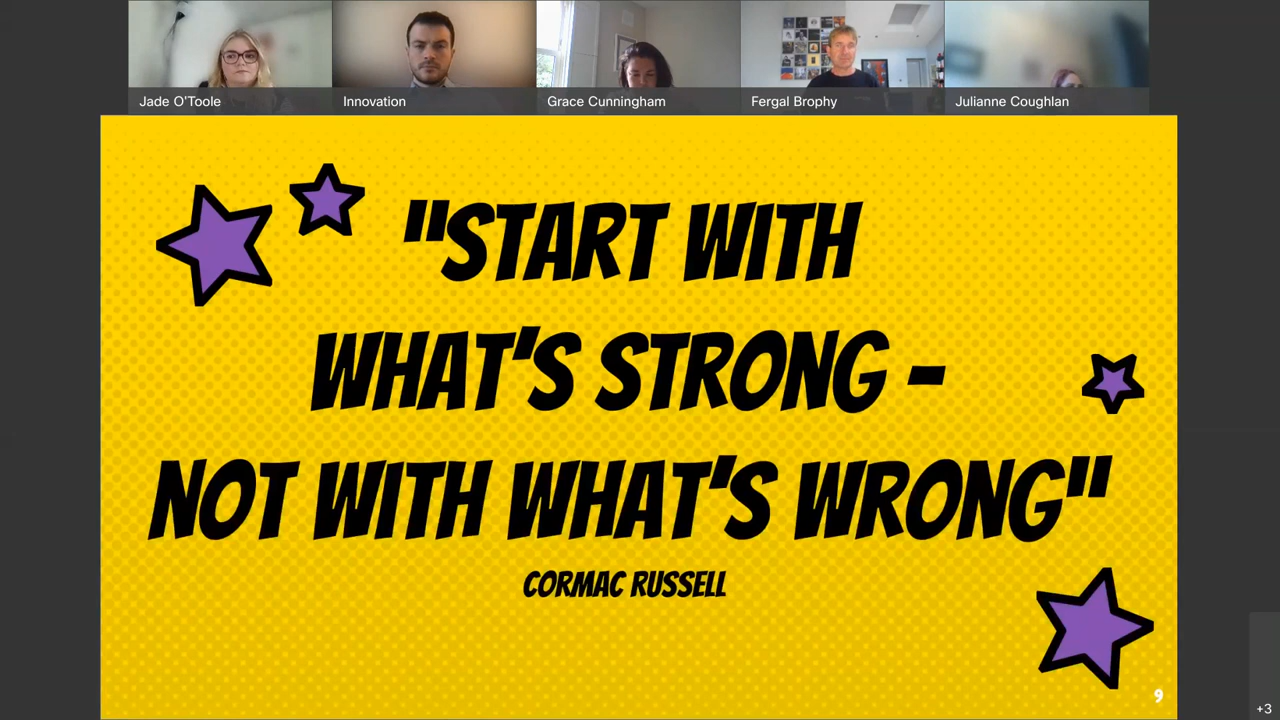 Jade O'Toole
Innovation
Grace Cunningham
Fergal Brophy
Julianne Coughlan
"START WITH
WHAT'S STRONG -
NOT WITH WHAT'S WRONG"
CORMAC RUSSELL
9
+3